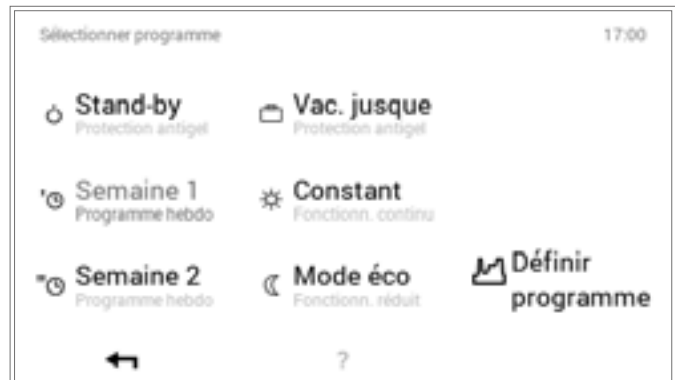 Sélectionner programme 17:00
Stand-by Vac. jusque
Protection antigel Protection antigel
Semaine 1 Constant
Programme hebdo Fonctionn. continu
Définir
Semaine 2 Mode éco
programme
Programme hebdo Fonctionn. réduit
?